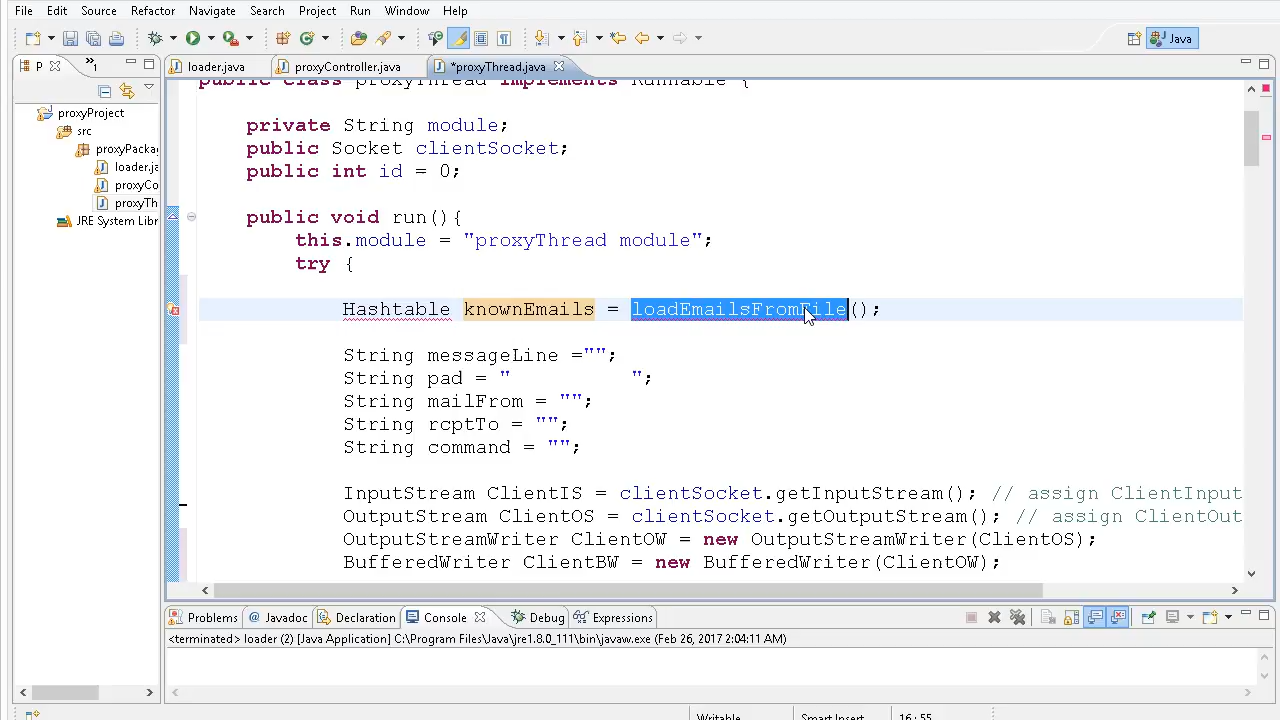 File Edit Source Refactor Navigate Search Project Run Window Help
Java
P
»1
loader.java
proxyController.java
*proxyThread.java
proxyProject
src
proxyPackag
loader.ja
proxyCo
proxyTh
JRE System Libr
public class proxyThread implements Runnable {
private String module;
public Socket clientSocket;
public int id = 0;
public void run(){
this.module = "proxyThread module";
try {
Hashtable knownEmails = loadEmailsFromFile();
String messageLine ="";
String pad = "          ";
String mailFrom = "";
String rcptTo = "";
String command = "";
InputStream ClientIS = clientSocket.getInputStream(); // assign ClientInput
OutputStream ClientOS = clientSocket.getOutputStream(); // assign ClientOut
OutputStreamWriter ClientOW = new OutputStreamWriter(ClientOS);
BufferedWriter ClientBW = new BufferedWriter(ClientOW);
Problems @ Javadoc Declaration Console Debug Expressions
<terminated> loader (2) [Java Application] C:\Program Files\Java\jre1.8.0_111\bin\javaw.exe (Feb 26, 2017 2:04:11 AM)
Writable Smart Insert 16 : 55